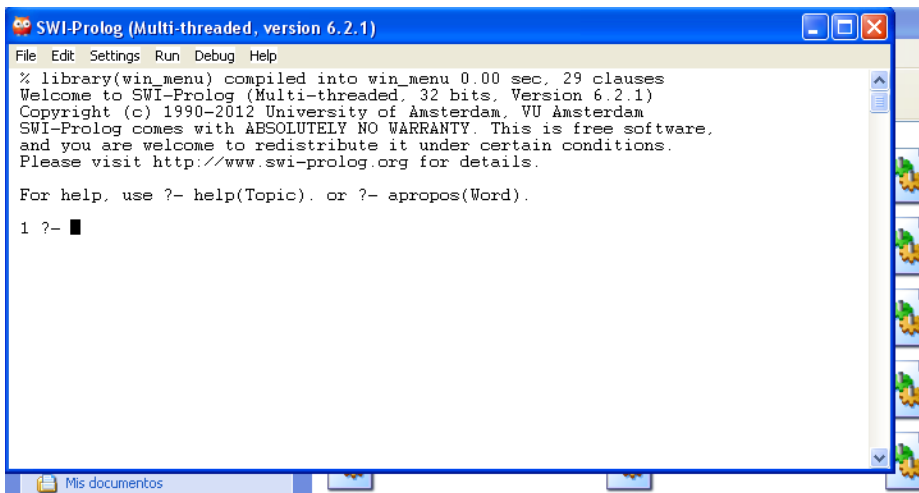 SWI-Prolog (Multi-threaded, version 6.2.1)
File Edit Settings Run Debug Help
% library(win_menu) compiled into win_menu 0.00 sec, 29 clauses
Welcome to SWI-Prolog (Multi-threaded, 32 bits, Version 6.2.1)
Copyright (c) 1990-2012 University of Amsterdam, VU Amsterdam
SWI-Prolog comes with ABSOLUTELY NO WARRANTY. This is free software,
and you are welcome to redistribute it under certain conditions.
Please visit http://www.swi-prolog.org for details.
For help, use ?- help(Topic). or ?- apropos(Word).
1 ?-
Mis documentos